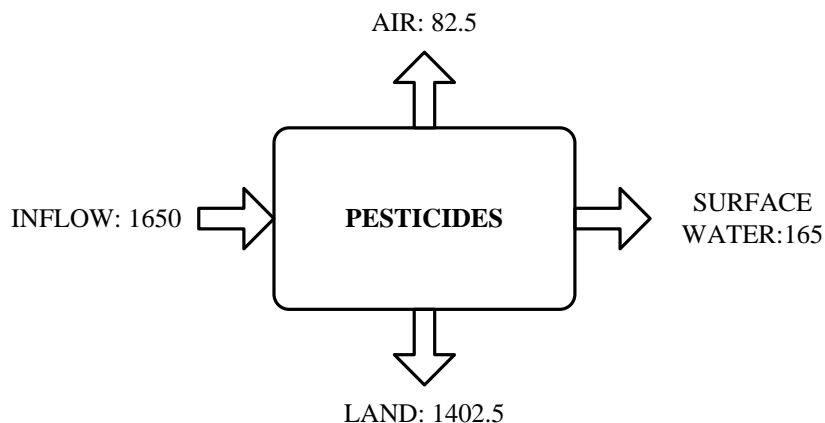 AIR: 82.5
INFLOW: 1650
PESTICIDES
SURFACE
WATER:165
LAND: 1402.5